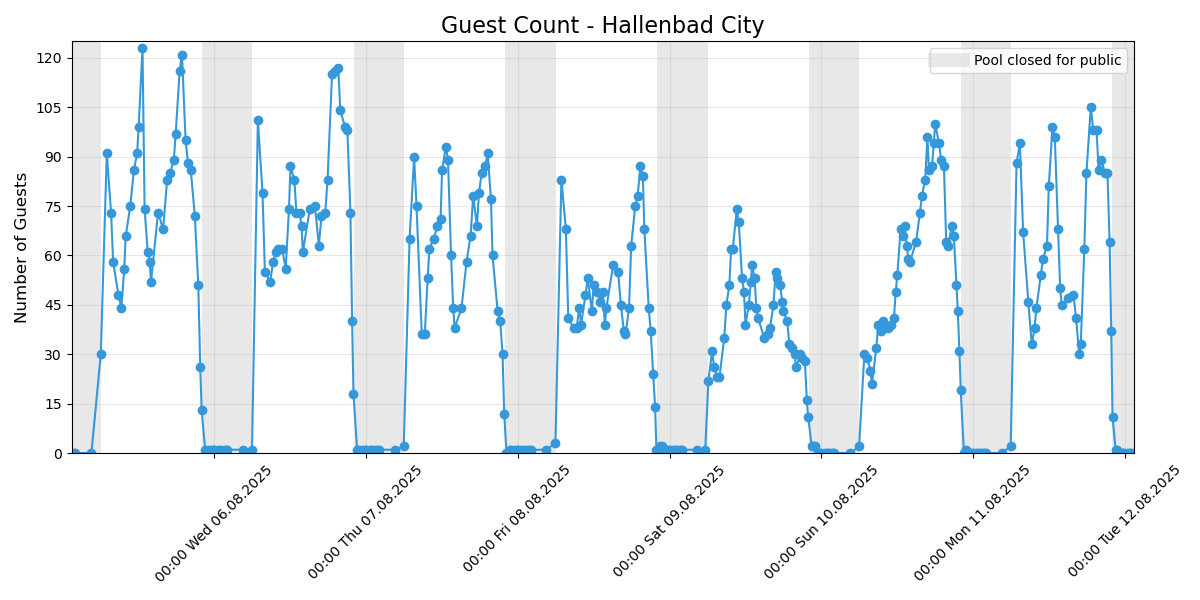 Guest Count - Hallenbad City
Pool closed for public
Number of Guests
120
105
90
75
60
45
30
15
0
00:00 Wed 06.08.2025
00:00 Thu 07.08.2025
00:00 Fri 08.08.2025
00:00 Sat 09.08.2025
00:00 Sun 10.08.2025
00:00 Mon 11.08.2025
00:00 Tue 12.08.2025